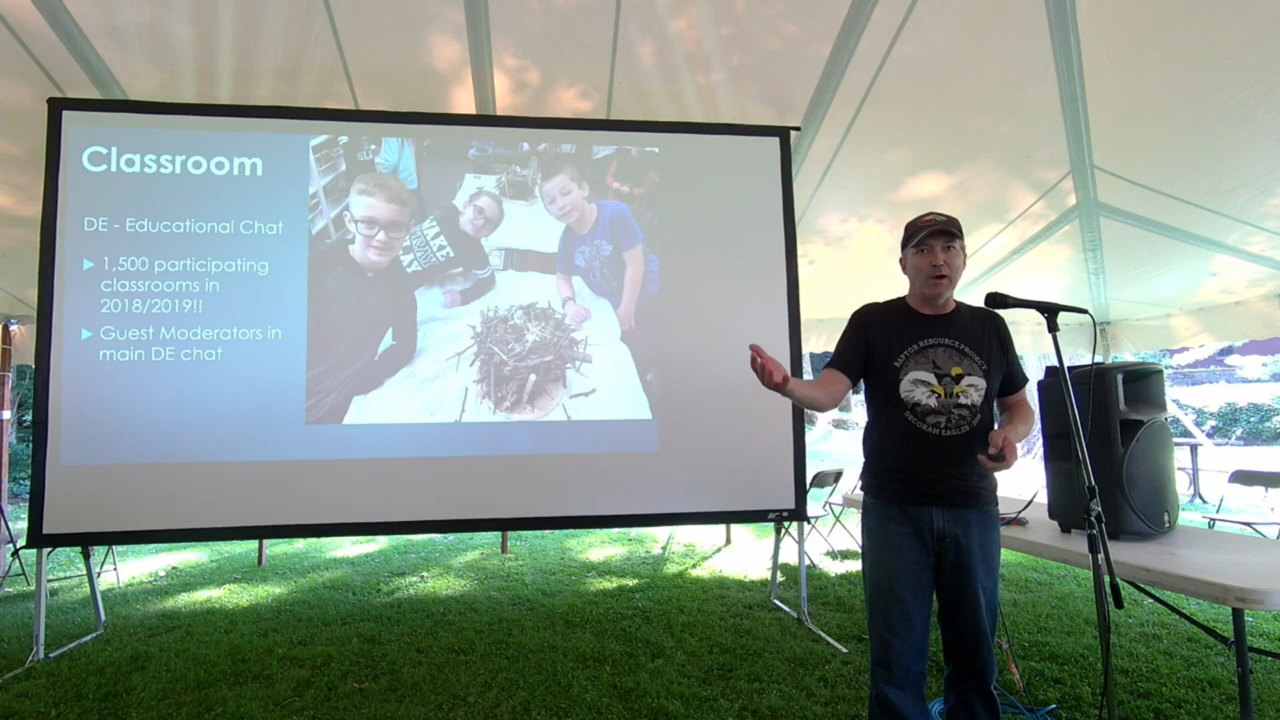 Classroom
DE - Educational Chat
1,500 participating
classrooms in
2018/2019!!
Guest Moderators in
main DE chat
RAPTOR RESOURCE PROJECT
DECORAH EAGLES